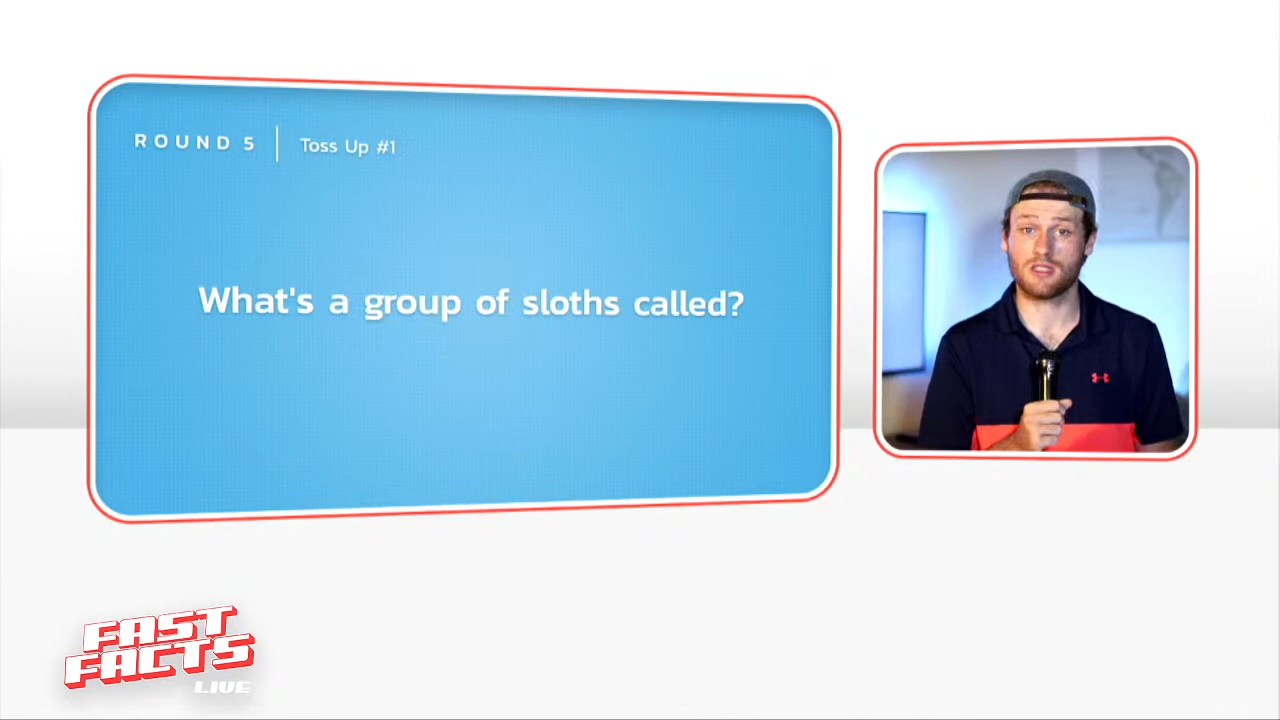 ROUND 5
Toss Up #1
What's a group of sloths called?
FAST
FACTS
LIVE